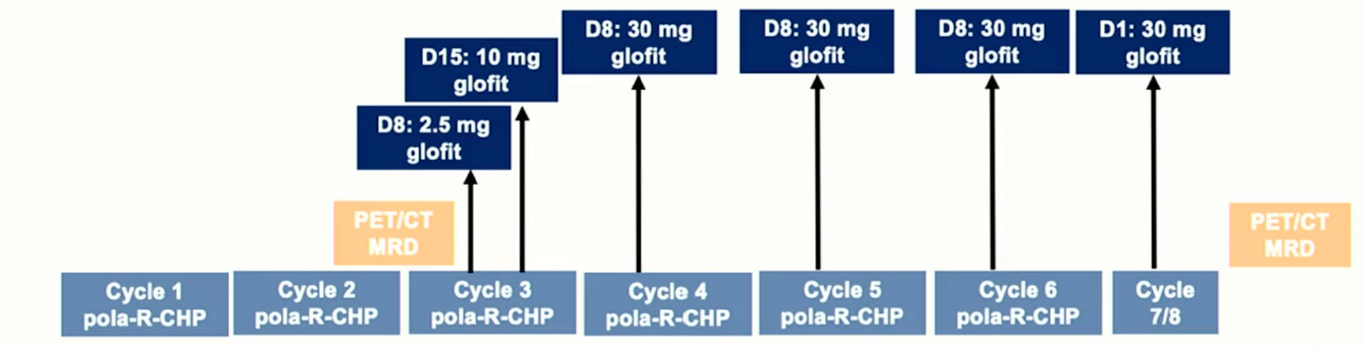 D8: 30 mg
glofit
D8: 30 mg
glofit
D8: 30 mg
glofit
D1: 30 mg
glofit
D15: 10 mg
glofit
D8: 2.5 mg
glofit
PET/CT
MRD
PET/CT
MRD
Cycle 1
pola-R-CHP
Cycle 2
pola-R-CHP
Cycle 3
pola-R-CHP
Cycle 4
pola-R-CHP
Cycle 5
pola-R-CHP
Cycle 6
pola-R-CHP
Cycle
7/8